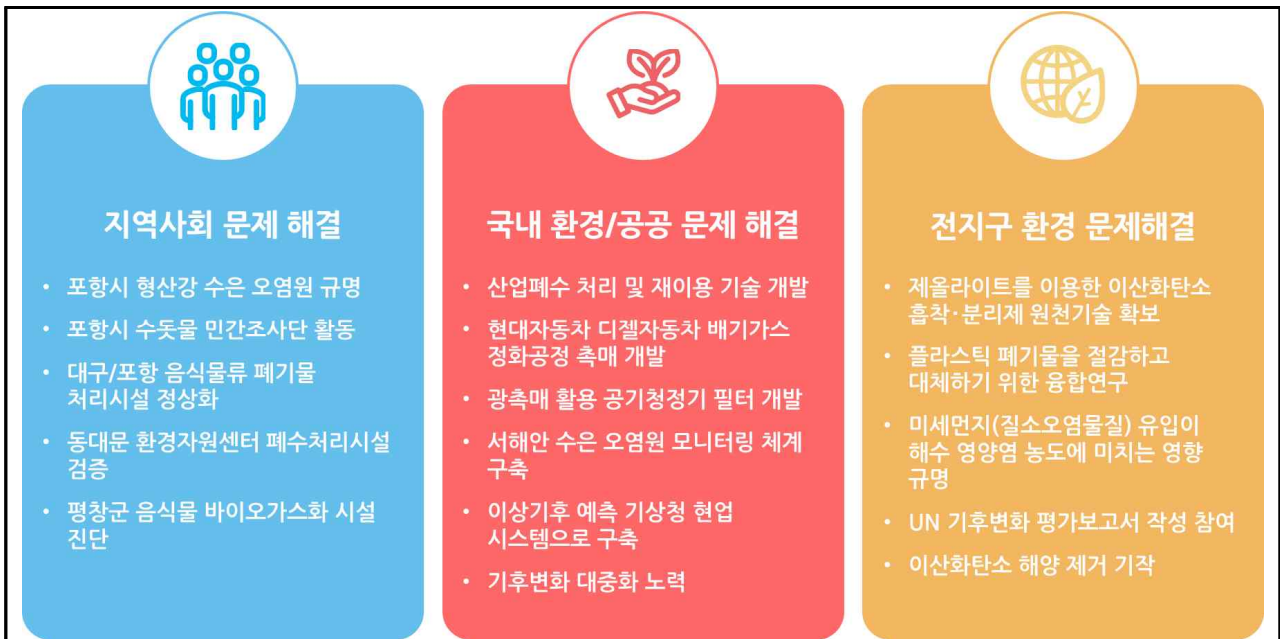 지역사회 문제 해결
• 포항시 형산강 수은 오염원 규명
• 포항시 수돗물 민간조사단 활동
• 대구/포항 음식물류 폐기물
처리시설 정상화
• 동대문 환경자원센터 폐수처리시설
검증
• 평창군 음식물 바이오가스화 시설
진단
국내 환경/공공 문제 해결
• 산업폐수 처리 및 재이용 기술 개발
• 현대자동차 디젤자동차 배기가스
정화공정 촉매 개발
• 광촉매 활용 공기청정기 필터 개발
• 서해안 수은 오염원 모니터링 체계
구축
• 이상기후 예측 기상청 현업
시스템으로 구축
• 기후변화 대중화 노력
전지구 환경 문제해결
• 제올라이트를 이용한 이산화탄소
흡착·분리제 원천기술 확보
• 플라스틱 폐기물을 절감하고
대체하기 위한 융합연구
• 미세먼지(질소오염물질) 유입이
해수 영양염 농도에 미치는 영향
규명
• UN 기후변화 평가보고서 작성 참여
• 이산화탄소 해양 제거 기작